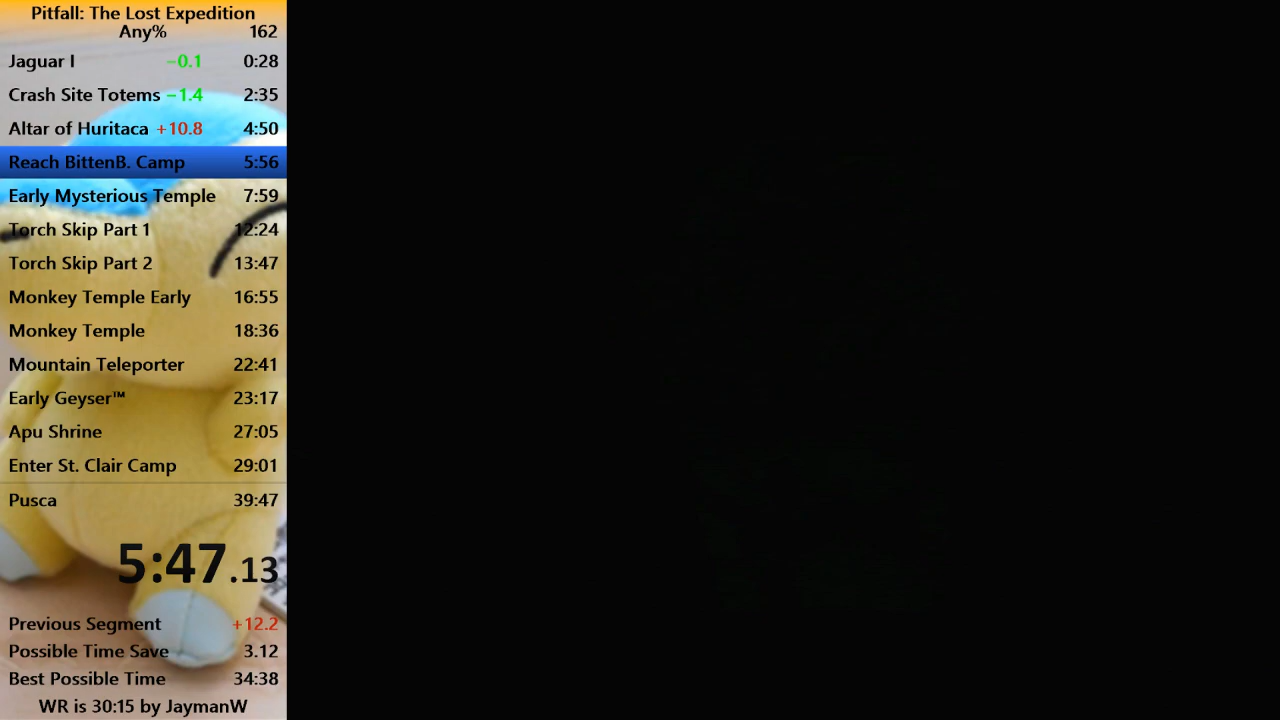 Pitfall: The Lost Expedition
Any% 162
Jaguar I −0.1 0:28
Crash Site Totems −1.4 2:35
Altar of Huritaca +10.8 4:50
Reach BittenB. Camp 5:56
Early Mysterious Temple 7:59
Torch Skip Part 1 12:24
Torch Skip Part 2 13:47
Monkey Temple Early 16:55
Monkey Temple 18:36
Mountain Teleporter 22:41
Early Geyser™ 23:17
Apu Shrine 27:05
Enter St. Clair Camp 29:01
Pusca 39:47
5:47.13
Previous Segment +12.2
Possible Time Save 3.12
Best Possible Time 34:38
WR is 30:15 by JaymanW